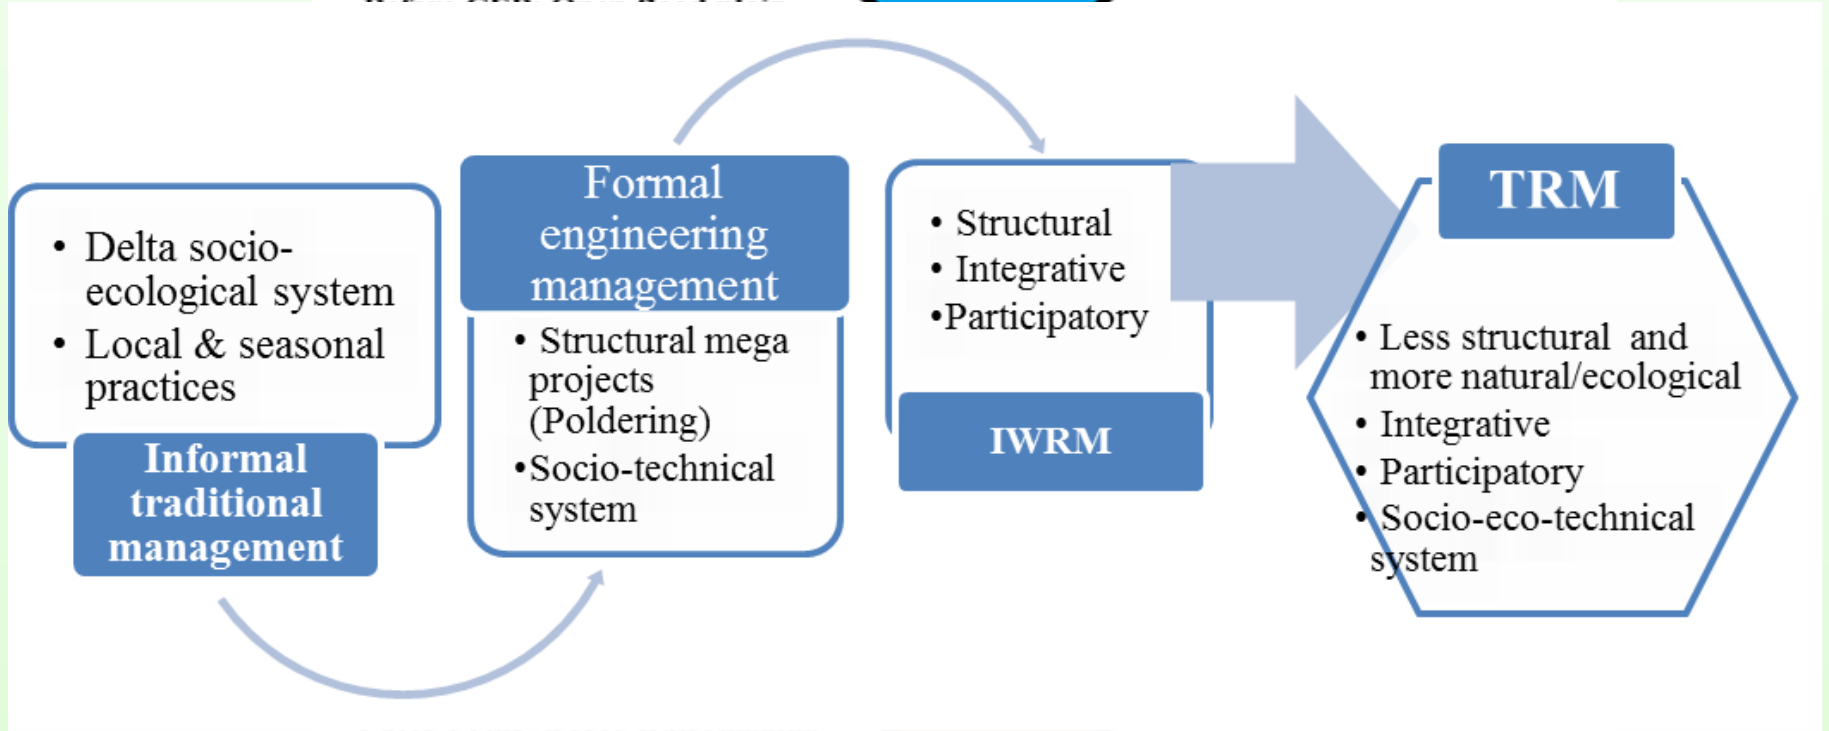 • Delta socio-
ecological system
• Local & seasonal
practices
Informal
traditional
management
Formal
engineering
management
• Structural mega
projects
(Poldering)
•Socio-technical
system
• Structural
• Integrative
•Participatory
IWRM
TRM
• Less structural and
more natural/ecological
• Integrative
• Participatory
• Socio-eco-technical
system